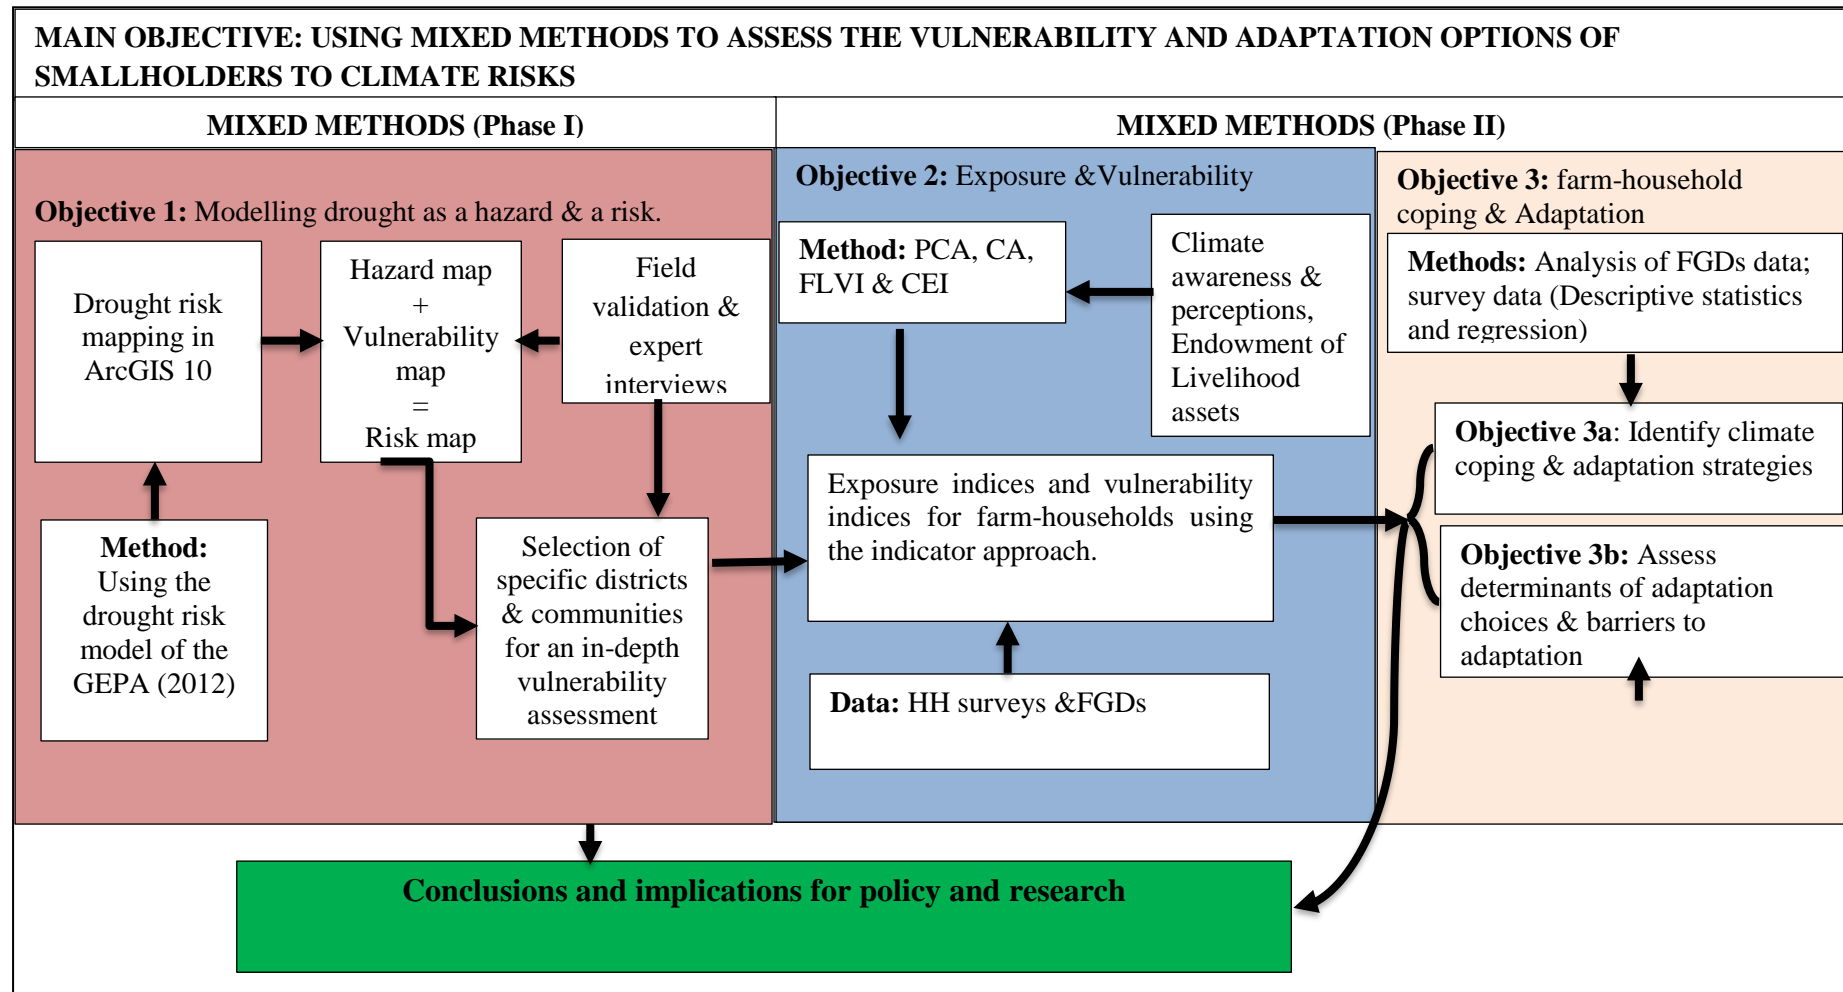 MAIN OBJECTIVE: USING MIXED METHODS TO ASSESS THE VULNERABILITY AND ADAPTATION OPTIONS OF
SMALLHOLDERS TO CLIMATE RISKS
MIXED METHODS (Phase I)
MIXED METHODS (Phase II)
Objective 1: Modelling drought as a hazard & a risk.
Drought risk
mapping in
ArcGIS 10
Hazard map
+
Vulnerability
map
=
Risk map
Field
validation &
expert
interviews
Method:
Using the
drought risk
model of the
GEPA (2012)
Selection of
specific districts
& communities
for an in-depth
vulnerability
assessment
Objective 2: Exposure &Vulnerability
Method: PCA, CA,
FLVI & CEI
Climate
awareness &
perceptions,
Endowment of
Livelihood
assets
Exposure indices and vulnerability
indices for farm-households using
the indicator approach.
Data: HH surveys &FGDs
Objective 3: farm-household
coping & Adaptation
Methods: Analysis of FGDs data;
survey data (Descriptive statistics
and regression)
Objective 3a: Identify climate
coping & adaptation strategies
Objective 3b: Assess
determinants of adaptation
choices & barriers to
adaptation
Conclusions and implications for policy and research